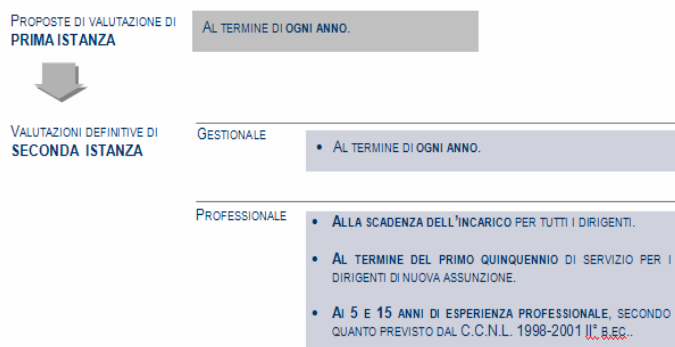 PROPOSTE DI VALUTAZIONE DI
PRIMA ISTANZA
AL TERMINE DI OGNI ANNO.
VALUTAZIONI DEFINITIVE DI
SECONDA ISTANZA
GESTIONALE
• AL TERMINE DI OGNI ANNO.
PROFESSIONALE
• ALLA SCADENZA DELL'INCARICO PER TUTTI I DIRIGENTI.
• AL TERMINE DEL PRIMO QUINQUENNIO DI SERVIZIO PER I
DIRIGENTI DI NUOVA ASSUNZIONE.
• AI 5 E 15 ANNI DI ESPERIENZA PROFESSIONALE, SECONDO
QUANTO PREVISTO DAL C.C.N.L. 1998-2001 II° B.EC..